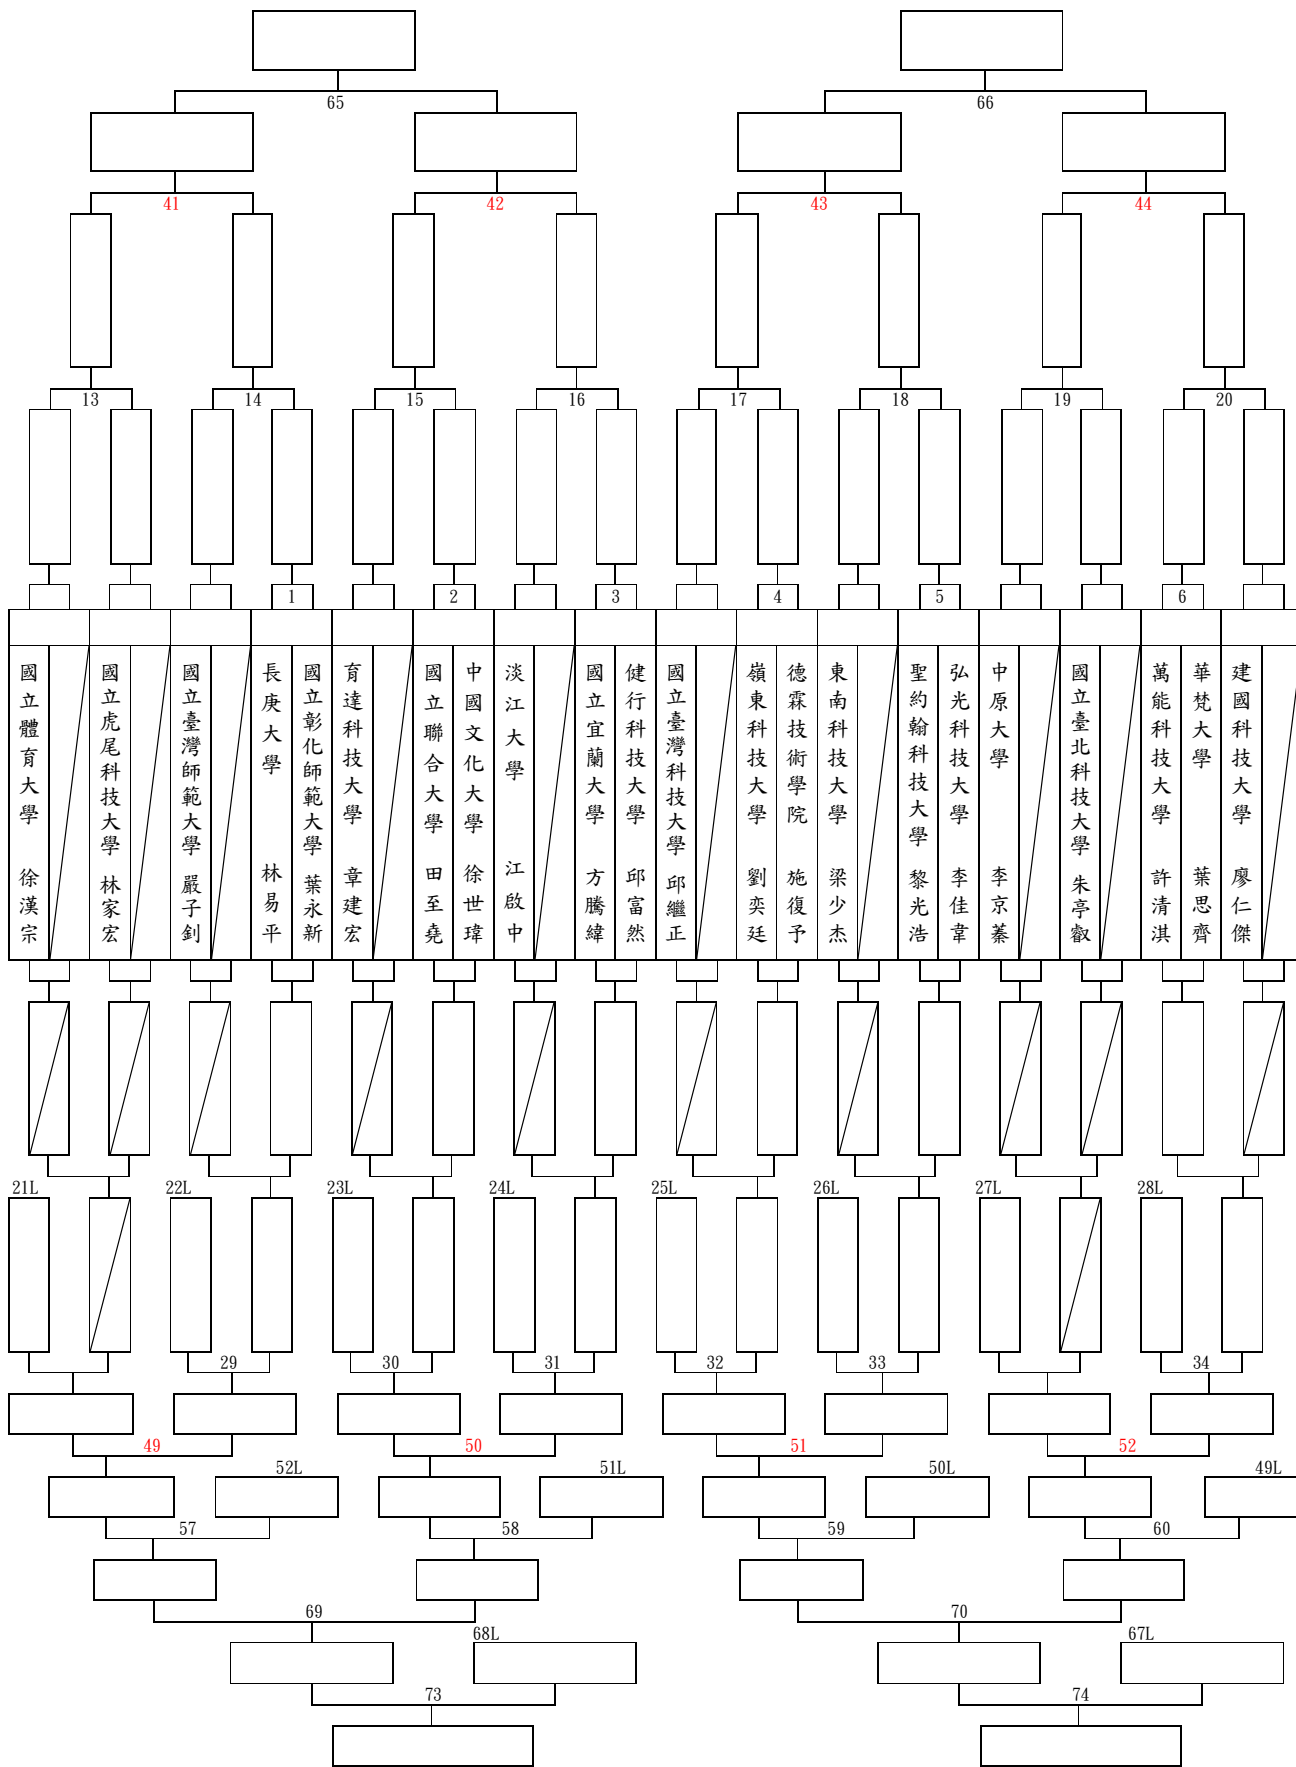 65
66
41
42
43
44
13
14
15
16
17
18
19
20
1
2
3
4
5
6
國立體育大學 徐漢宗
國立虎尾科技大學 林家宏
國立臺灣師範大學 嚴子釗
長庚大學 林易平
國立彰化師範大學 葉永新
育達科技大學 章建宏
國立聯合大學 田至堯
中國文化大學 徐世瑋
淡江大學 江啟中
國立宜蘭大學 方騰緯
健行科技大學 邱富然
國立臺灣科技大學 邱繼正
嶺東科技大學 劉奕廷
德霖技術學院 施復予
東南科技大學 梁少杰
聖約翰科技大學 黎光浩
弘光科技大學 李佳韋
中原大學 李京蓁
國立臺北科技大學 朱亭叡
萬能科技大學 許清淇
華梵大學 葉思齊
建國科技大學 廖仁傑
21L
22L
23L
24L
25L
26L
27L
28L
29
30
31
32
33
34
49
50
51
52
52L
51L
50L
49L
57
58
59
60
69
70
68L
67L
73
74